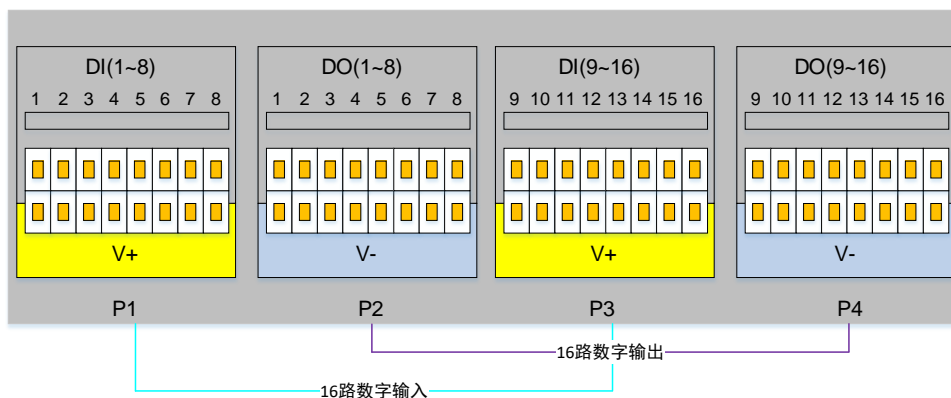 DI(1~8) DO(1~8) DI(9~16) DO(9~16)
1 2 3 4 5 6 7 8 1 2 3 4 5 6 7 8 9 10 11 12 13 14 15 16 9 10 11 12 13 14 15 16
V+ V- V+ V-
P1 P2 P3 P4
16路数字输出
16路数字输入